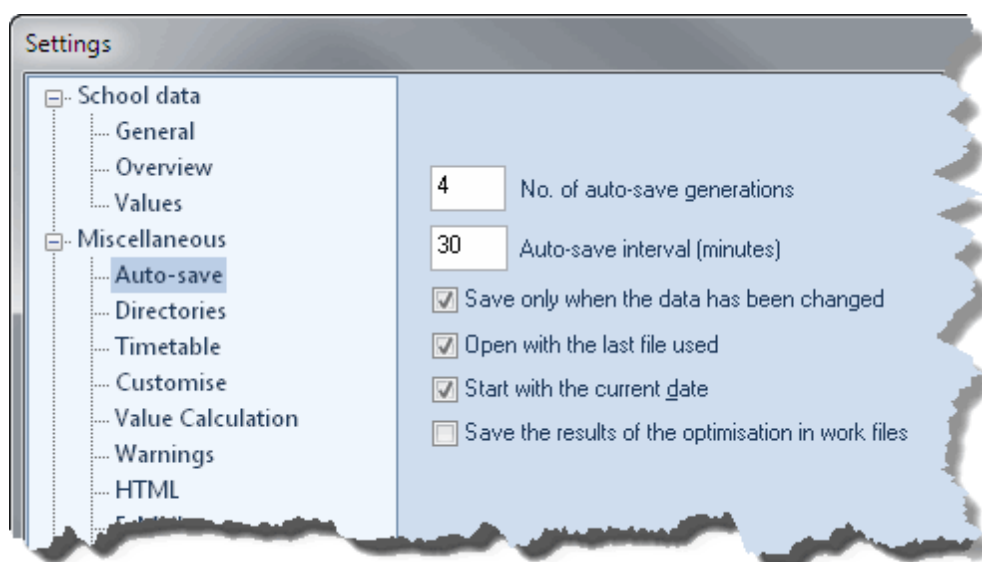 Settings
School data
General
Overview
Values
Miscellaneous
Auto-save
Directories
Timetable
Customise
Value Calculation
Warnings
HTML
4 No. of auto-save generations
30 Auto-save interval (minutes)
Save only when the data has been changed
Open with the last file used
Start with the current date
Save the results of the optimisation in work files